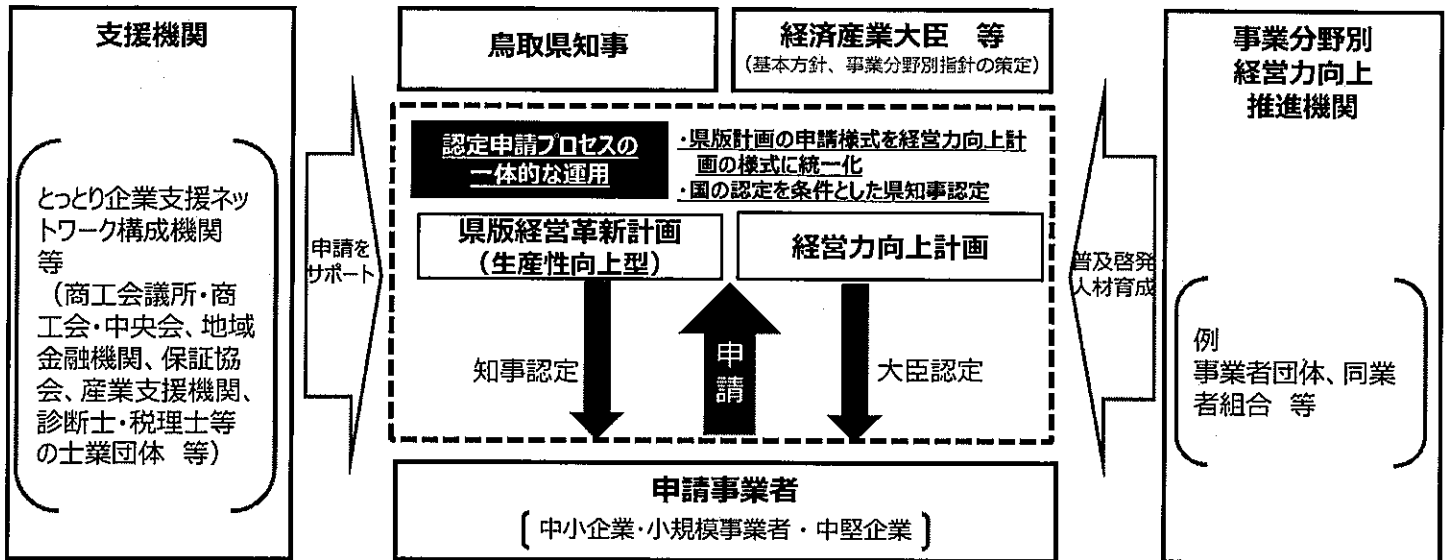 支援機関
とっとり企業支援ネッ
トワーク構成機関
等
（商工会議所・商
工会・中央会、地域
金融機関、保証協
会、産業支援機関、
診断士・税理士等
の士業団体　等）
申請を
サポート
鳥取県知事
経済産業大臣　等
（基本方針、事業分野別指針の策定）
認定申請プロセスの
一体的な運用
・県版計画の申請様式を経営力向上計
画の様式に統一化
・国の認定を条件とした県知事認定
県版経営革新計画
（生産性向上型）
経営力向上計画
知事認定
申請
大臣認定
申請事業者
〔 中小企業・小規模事業者・中堅企業 〕
普及啓発
人材育成
事業分野別
経営力向上
推進機関
例
事業者団体、同業
者組合　等